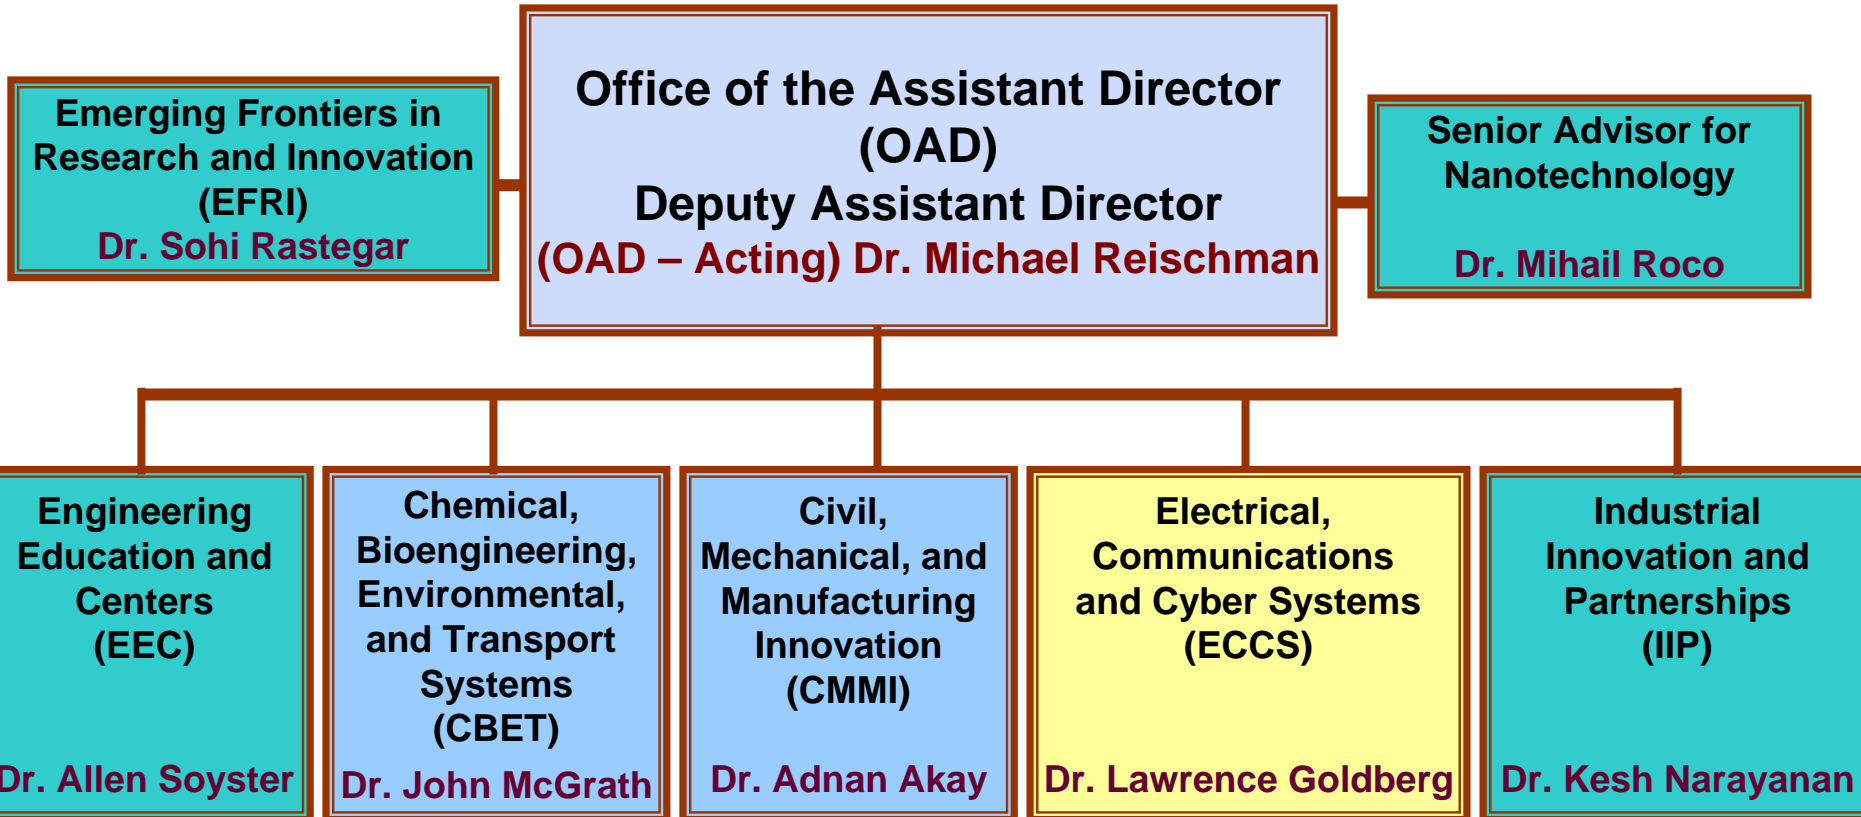 Office of the Assistant Director
(OAD)
Deputy Assistant Director
(OAD – Acting) Dr. Michael Reischman
Emerging Frontiers in
Research and Innovation
(EFRI)
Dr. Sohi Rastegar
Senior Advisor for
Nanotechnology
Dr. Mihail Roco
Engineering
Education and
Centers
(EEC)
Dr. Allen Soyster
Chemical,
Bioengineering,
Environmental,
and Transport
Systems
(CBET)
Dr. John McGrath
Civil,
Mechanical, and
Manufacturing
Innovation
(CMMI)
Dr. Adnan Akay
Electrical,
Communications
and Cyber Systems
(ECCS)
Dr. Lawrence Goldberg
Industrial
Innovation and
Partnerships
(IIP)
Dr. Kesh Narayanan